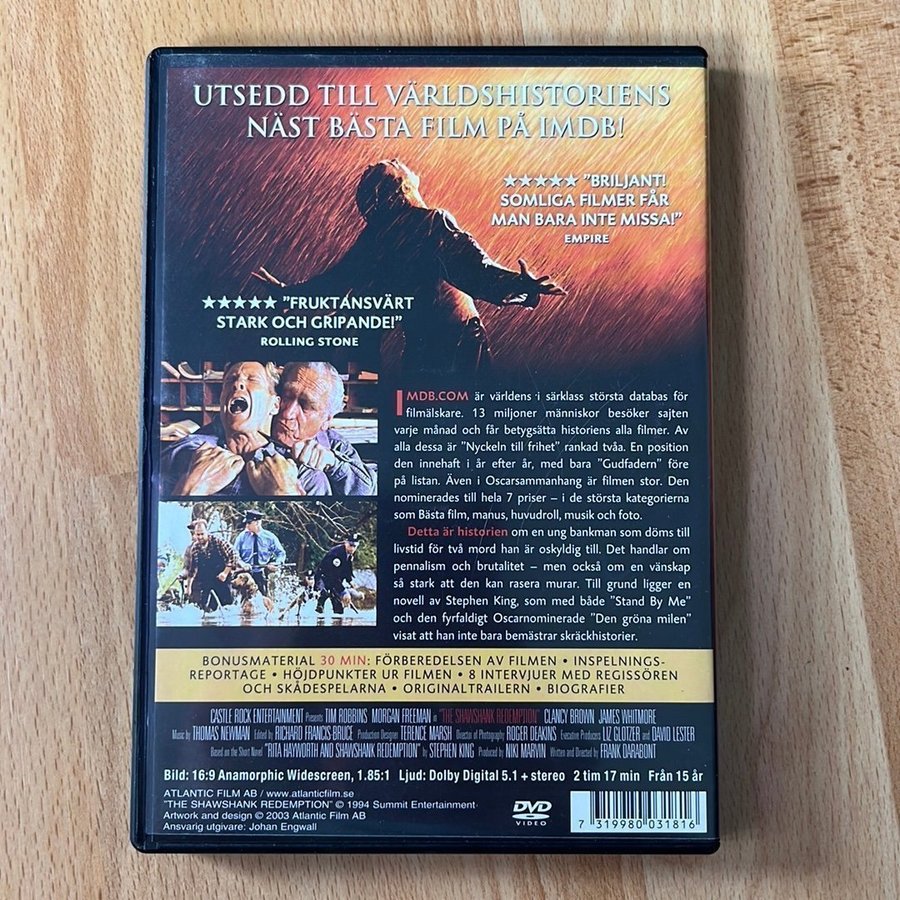 UTSEDD TILL VÄRLDSHISTORIENS
NÄST BÄSTA FILM PÅ IMDB!
★★★★★ "BRILJANT!
SOMLIGA FILMER FÅR
MAN BARA INTE MISSA!"
EMPIRE
★★★★★ "FRUKTANSVÄRT
STARK OCH GRIPANDE!"
ROLLING STONE
IMDB.COM är världens i särklass största databas för
filmälskare. 13 miljoner människor besöker sajten
varje månad och får betygsätta historiens alla filmer. Av
alla dessa är "Nyckeln till frihet" rankad tvåa. En position
den innehaft i år efter år, med bara "Gudfadern" före
på listan. Även i Oscarsammanhang är filmen stor. Den
nominerades till hela 7 priser – i de största kategorierna
som Bästa film, manus, huvudroll, musik och foto.
Detta är historien om en ung bankman som döms till
livstid för två mord han är oskyldig till. Det handlar om
pennalism och brutalitet – men också om en vänskap
så stark att den kan rasera murar. Till grund ligger en
novell av Stephen King, som med både "Stand By Me"
och den fyrfaldigt Oscarnominerade "Den gröna milen"
visat att han inte bara bemästrar skräckhistorier.
BONUSMATERIAL 30 MIN: FÖRBEREDELSEN AV FILMEN • INSPELNINGS-
REPORTAGE • HÖJDPUNKTER UR FILMEN • 8 INTERVJUER MED REGISSÖREN
OCH SKÅDESPELARNA • ORIGINALTRAILERN • BIOGRAFIER
CASTLE ROCK ENTERTAINMENT Presents TIM ROBBINS MORGAN FREEMAN in "THE SHAWSHANK REDEMPTION" CLANCY BROWN JAMES WHITMORE
Music by THOMAS NEWMAN Edited by RICHARD FRANCIS-BRUCE Production Designer TERENCE MARSH Director of Photography ROGER DEAKINS Executive Producers LIZ GLOTZER and DAVID LESTER
Based on the Short Novel "RITA HAYWORTH AND SHAWSHANK REDEMPTION" by STEPHEN KING Produced by NIKI MARVIN Written and Directed by FRANK DARABONT
Bild: 16:9 Anamorphic Widescreen, 1.85:1 Ljud: Dolby Digital 5.1 + stereo 2 tim 17 min Från 15 år
ATLANTIC FILM AB / www.atlanticfilm.se
"THE SHAWSHANK REDEMPTION" © 1994 Summit Entertainment
Artwork and design © 2003 Atlantic Film AB
Ansvarig utgivare: Johan Engwall
DVD
VIDEO
7 319980 031816